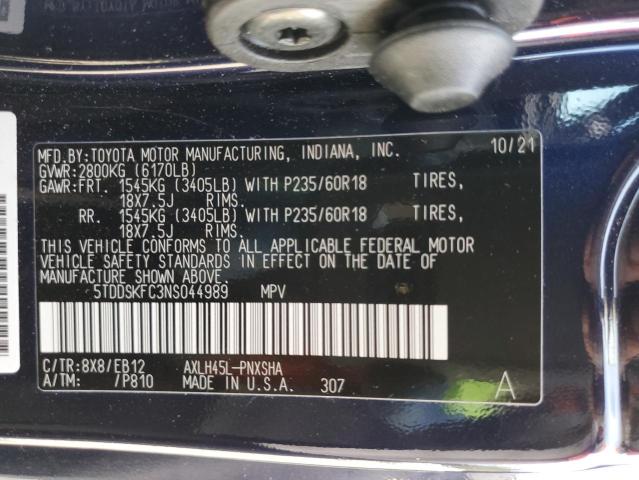 MFD.BY:TOYOTA MOTOR MANUFACTURING, INDIANA, INC. 10/21
GVWR:2800KG (6170LB)
GAWR:FRT. 1545KG (3405LB) WITH P235/60R18 TIRES,
18X7.5J RIMS.
RR. 1545KG (3405LB) WITH P235/60R18 TIRES,
18X7.5J RIMS.
THIS VEHICLE CONFORMS TO ALL APPLICABLE FEDERAL MOTOR
VEHICLE SAFETY STANDARDS IN EFFECT ON THE DATE OF
MANUFACTURE SHOWN ABOVE.
5TDDSKFC3NS044989 MPV
C/TR:8X8/EB12 AXLH45L-PNXSHA
A/TM: /P810 MADE IN U.S.A. 307 A